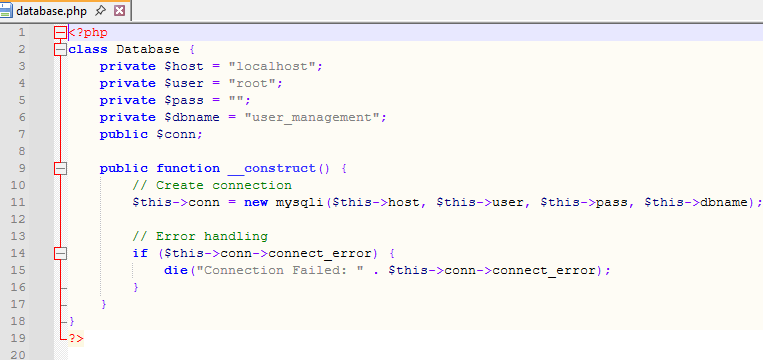 database.php
1 <?php
2 class Database {
3 private $host = "localhost";
4 private $user = "root";
5 private $pass = "";
6 private $dbname = "user_management";
7 public $conn;
8
9 public function __construct() {
10 // Create connection
11 $this->conn = new mysqli($this->host, $this->user, $this->pass, $this->dbname);
12
13 // Error handling
14 if ($this->conn->connect_error) {
15 die("Connection Failed: " . $this->conn->connect_error);
16 }
17 }
18 }
19 ?>
20